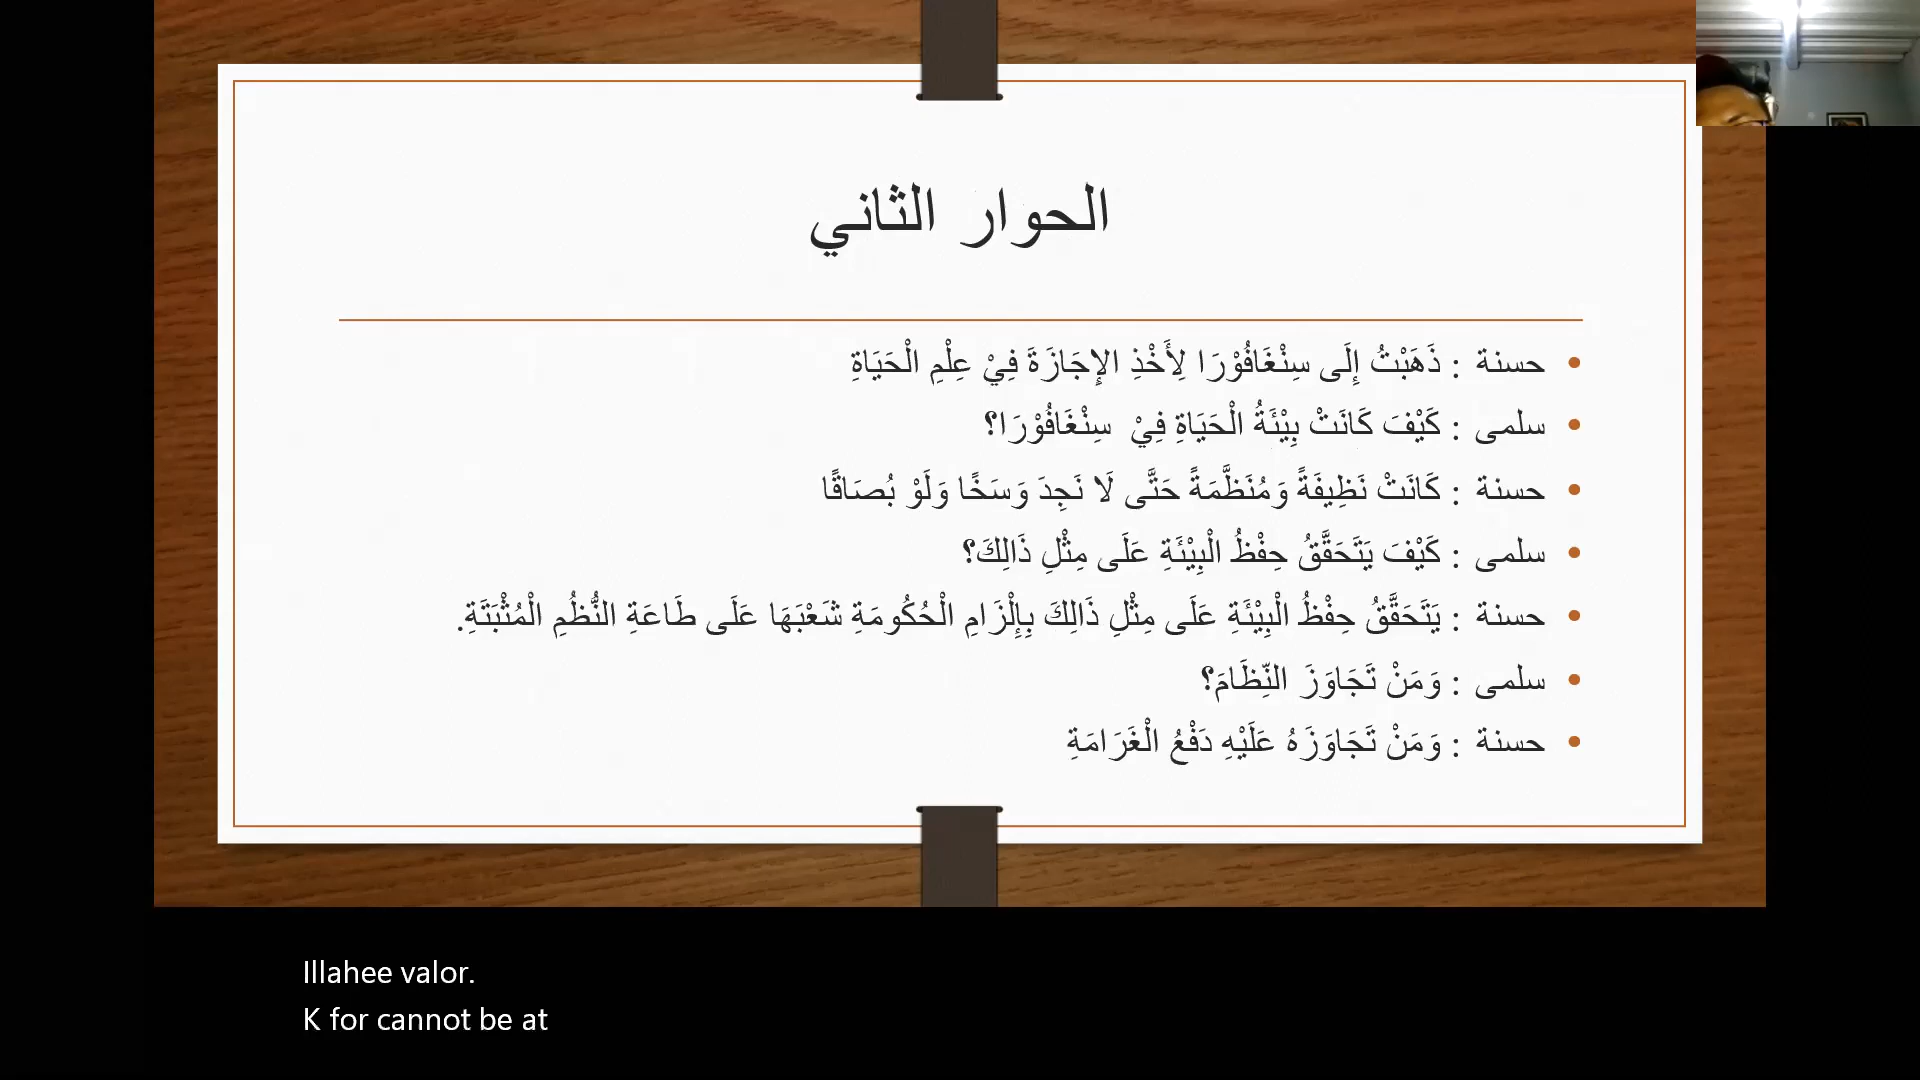 الحوار الثاني
• حسنة : ذَهَبْتُ إِلَى سِنْغَافُوْرَا لِأَخْذِ الإِجَازَةَ فِيْ عِلْمِ الْحَيَاةِ
• سلمى : كَيْفَ كَانَتْ بِيْئَةُ الْحَيَاةِ فِيْ سِنْغَافُوْرَا؟
• حسنة : كَانَتْ نَظِيفَةً وَمُنَظَّمَةً حَتَّى لَا نَجِدَ وَسَخًا وَلَوْ بُصَاقًا
• سلمى : كَيْفَ يَتَحَقَّقُ حِفْظُ الْبِيْئَةِ عَلَى مِثْلِ ذَالِكَ؟
• حسنة : يَتَحَقَّقُ حِفْظُ الْبِيْئَةِ عَلَى مِثْلِ ذَالِكَ بِإِلْزَامِ الْحُكُومَةِ شَعْبَهَا عَلَى طَاعَةِ النُّظُمِ الْمُثْبَتَةِ.
• سلمى : وَمَنْ تَجَاوَزَ النِّظَامَ؟
• حسنة : وَمَنْ تَجَاوَزَهُ عَلَيْهِ دَفْعُ الْغَرَامَةِ
Illahee valor.
K for cannot be at